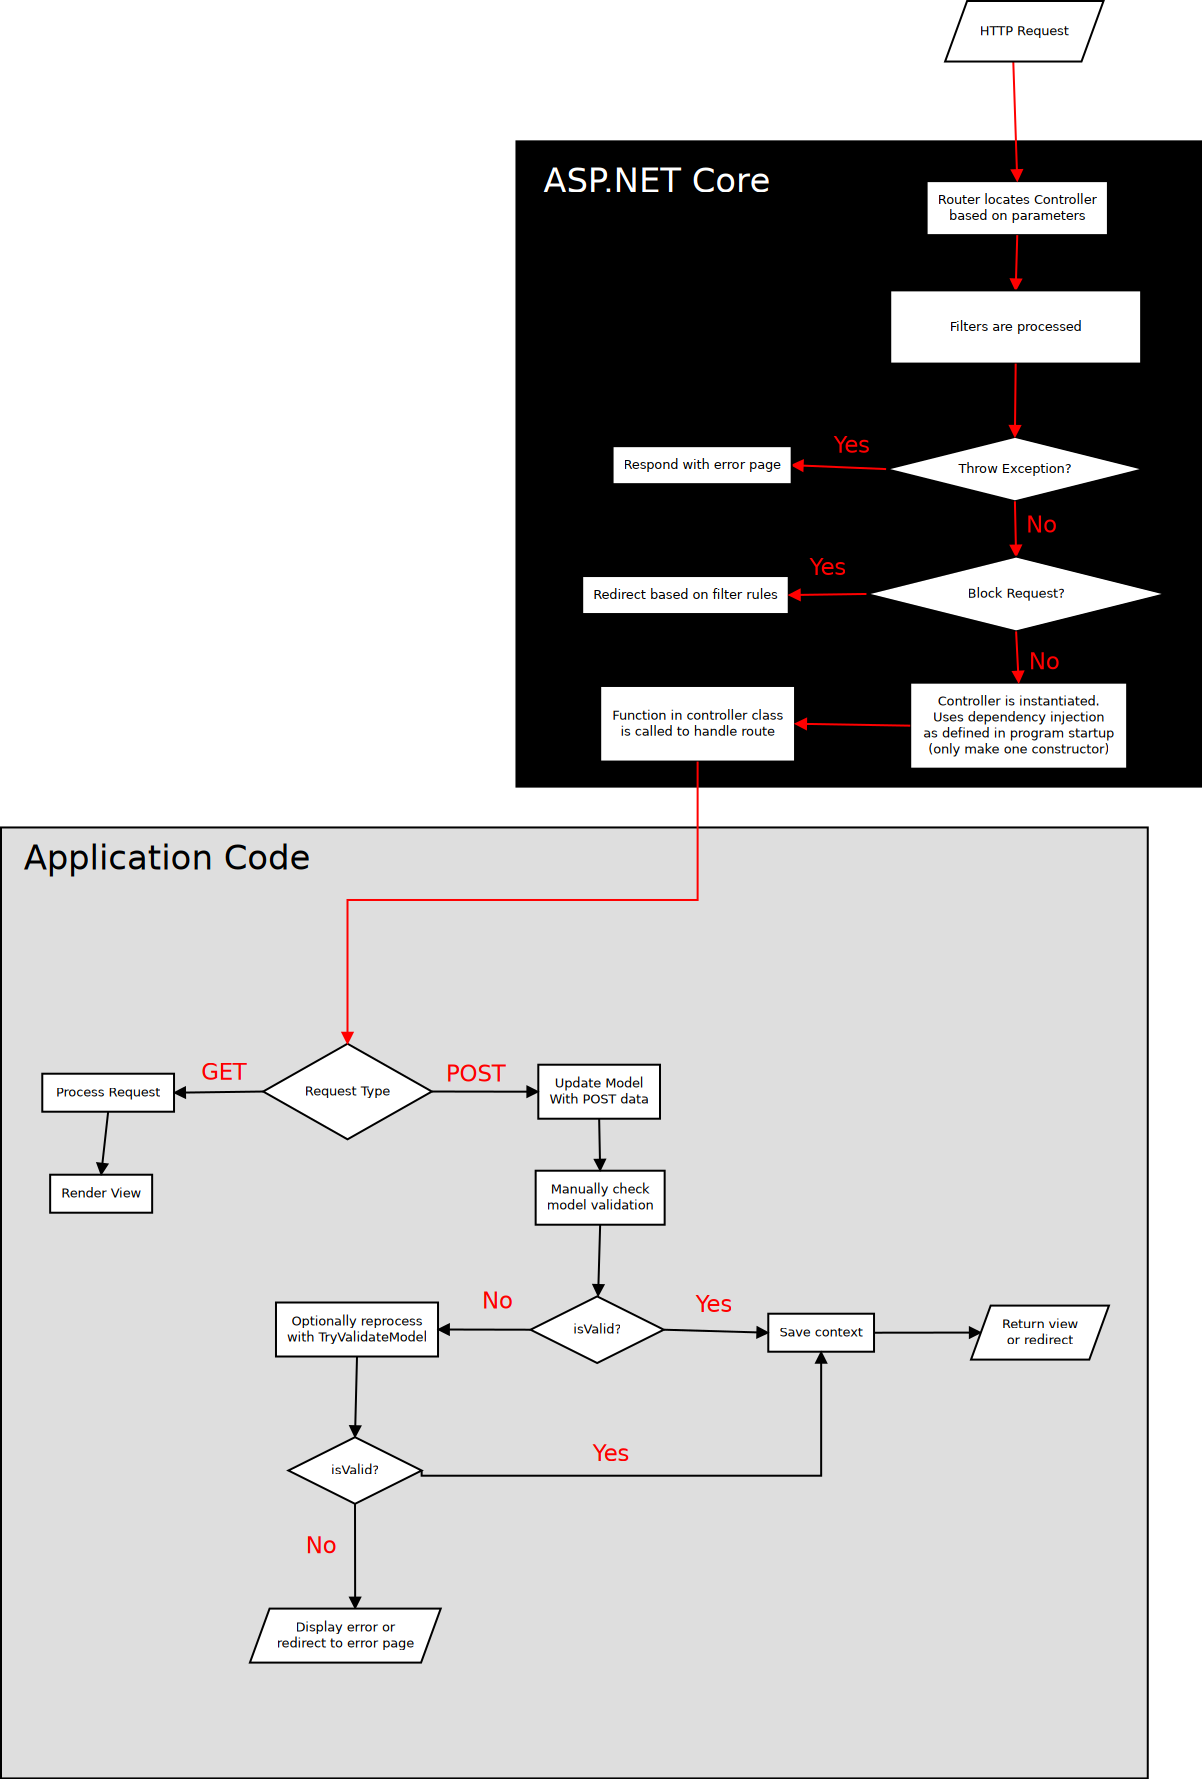 HTTP Request
ASP.NET Core
Router locates Controller
based on parameters
Filters are processed
Yes
Respond with error page
Throw Exception?
No
Yes
Redirect based on filter rules
Block Request?
No
Function in controller class
is called to handle route
Controller is instantiated.
Uses dependency injection
as defined in program startup
(only make one constructor)
Application Code
GET
POST
Process Request
Request Type
Update Model
With POST data
Render View
Manually check
model validation
No
Yes
Optionally reprocess
with TryValidateModel
isValid?
Save context
Return view
or redirect
Yes
isValid?
No
Display error or
redirect to error page